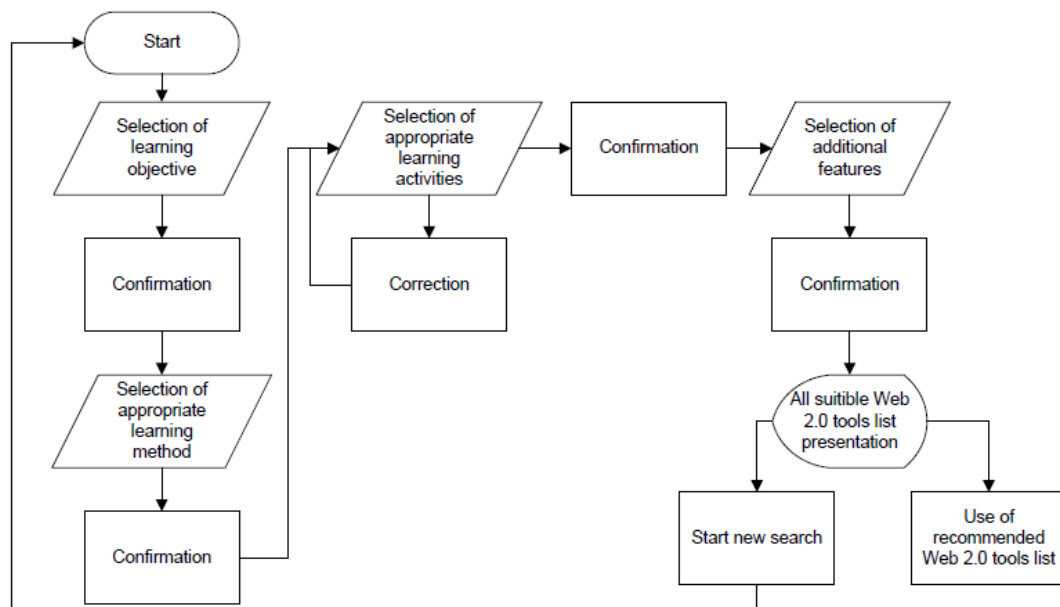 Start
Selection of
learning
objective
Confirmation
Selection of
appropriate
learning
method
Confirmation
Selection of
appropriate
learning
activities
Correction
Confirmation
Selection of
additional
features
Confirmation
All suitible Web
2.0 tools list
presentation
Start new search
Use of
recommended
Web 2.0 tools list